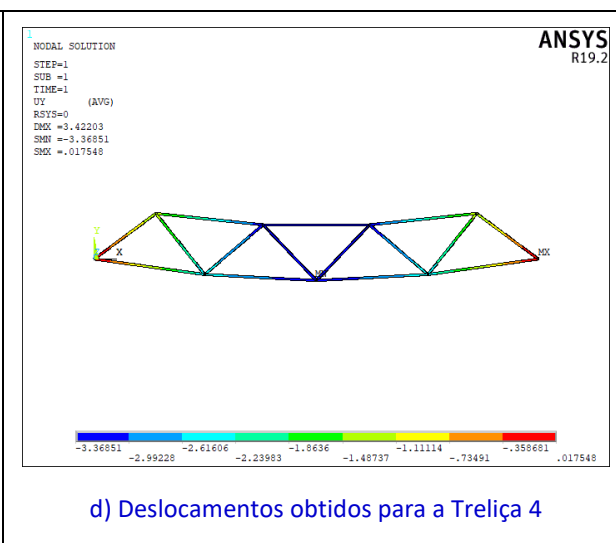 1
NODAL SOLUTION
STEP=1
SUB =1
TIME=1
UY (AVG)
RSYS=0
DMX =3.42203
SMN =-3.36851
SMX =.017548
ANSYS
R19.2
Y
X
MN
MX
-3.36851 -2.61606 -1.8636 -1.11114 -.358681
-2.99228 -2.23983 -1.48737 -.73491 .017548
d) Deslocamentos obtidos para a Treliça 4